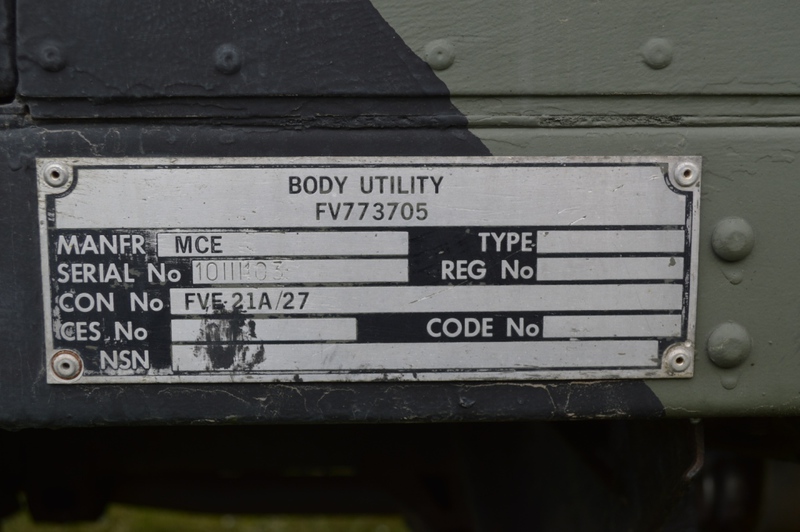 BODY UTILITY
FV773705
MANFR MCE TYPE
SERIAL No 10111103 REG No
CON No FVE 21A/27
CES No CODE No
NSN